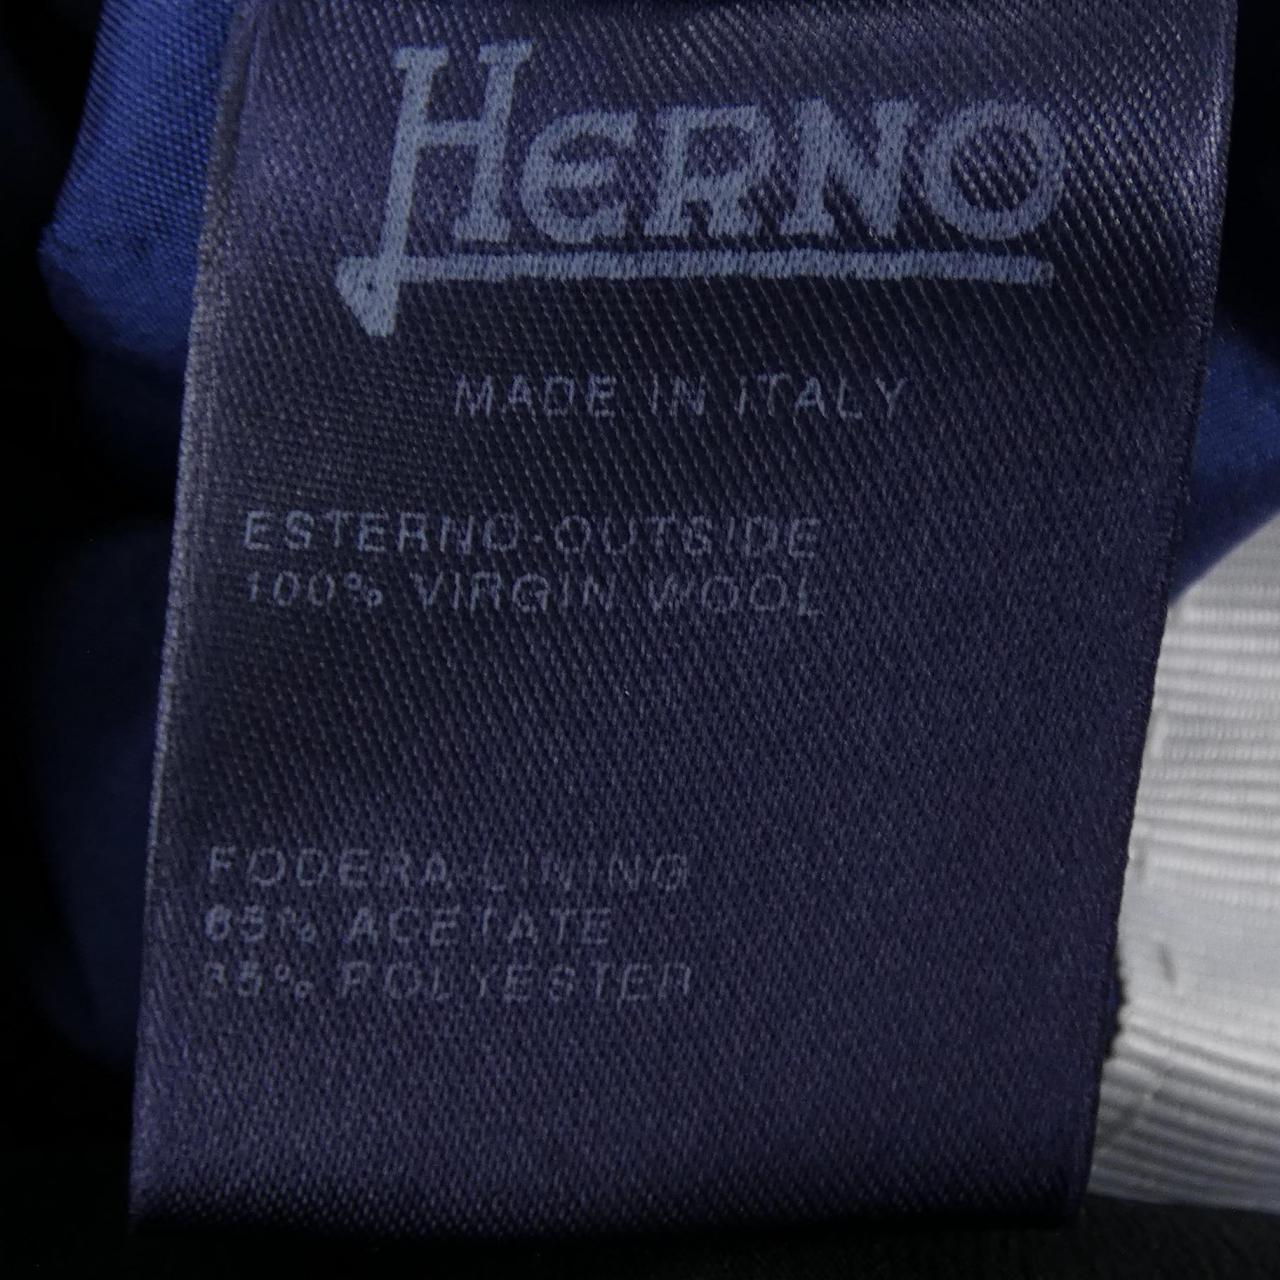 HERNO
MADE IN ITALY
ESTERNO-OUTSIDE
100% VIRGIN WOOL
FODERA-LINING
65% ACETATE
35% POLYESTER